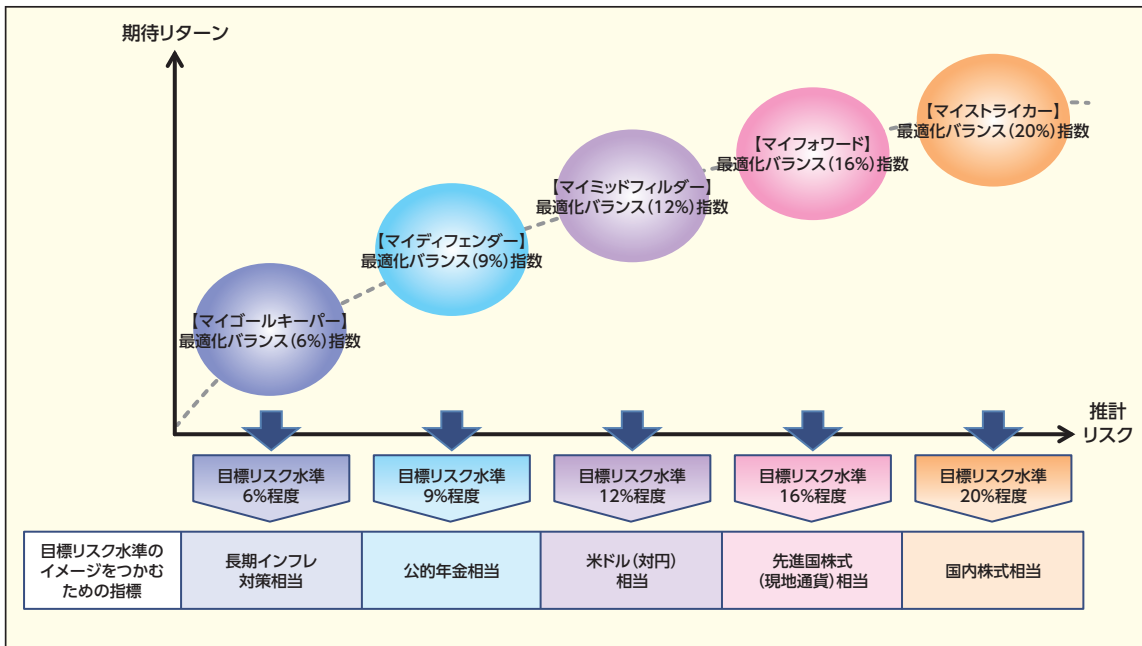 期待リターン
【マイストライカー】
最適化バランス(20%)指数
【マイフォワード】
最適化バランス(16%)指数
【マイミッドフィルダー】
最適化バランス(12%)指数
【マイディフェンダー】
最適化バランス(9%)指数
【マイゴールキーパー】
最適化バランス(6%)指数
推計
リスク
目標リスク水準
6%程度
目標リスク水準
9%程度
目標リスク水準
12%程度
目標リスク水準
16%程度
目標リスク水準
20%程度
目標リスク水準の
イメージをつかむ
ための指標
長期インフレ
対策相当
公的年金相当
米ドル(対円)
相当
先進国株式
(現地通貨)相当
国内株式相当